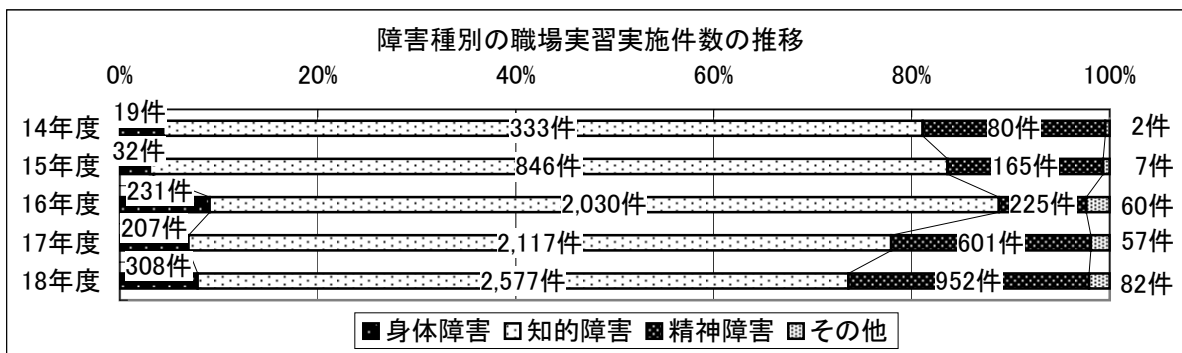 障害種別の職場実習実施件数の推移
0% 20% 40% 60% 80% 100%
14年度 19件 333件 80件 2件
15年度 32件 846件 165件 7件
16年度 231件 2,030件 225件 60件
17年度 207件 2,117件 601件 57件
18年度 308件 2,577件 952件 82件
身体障害 知的障害 精神障害 その他